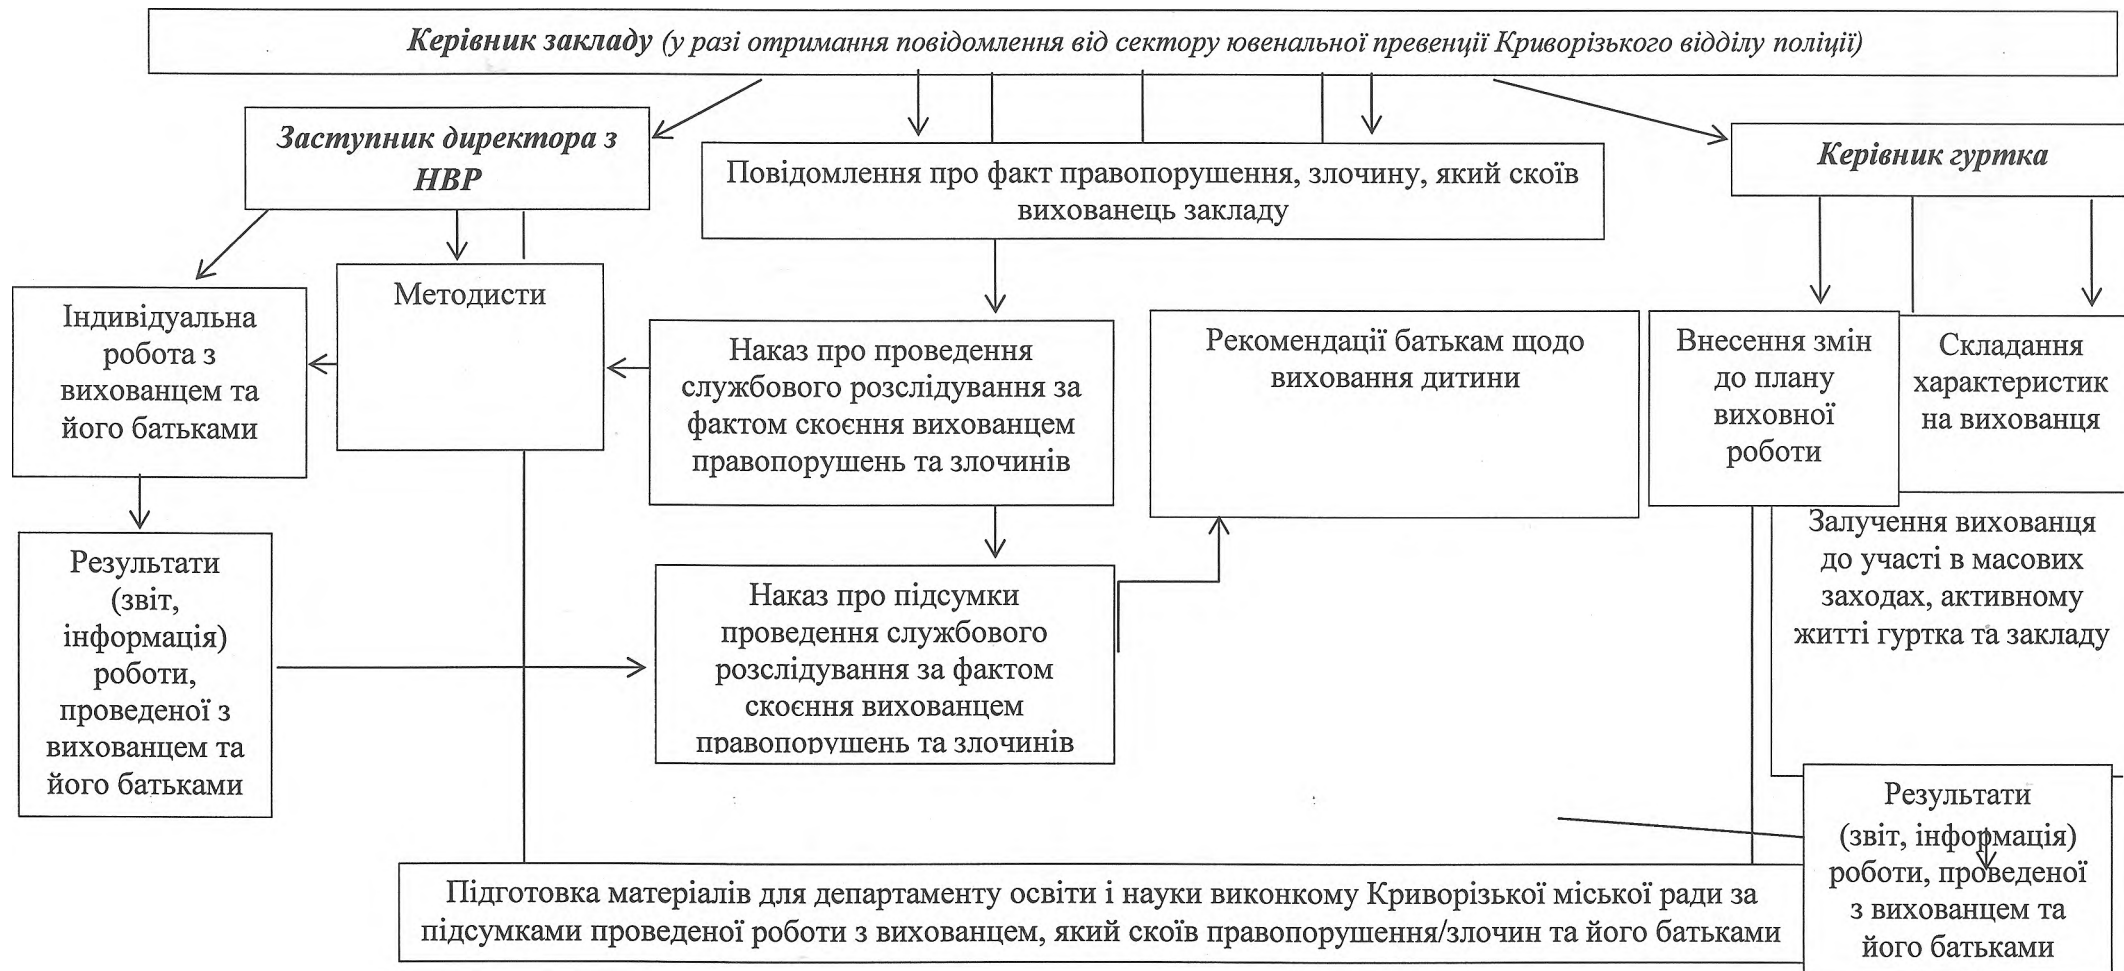 Керівник закладу (у разі отримання повідомлення від сектору ювенальної превенції Криворізького відділу поліції)
Заступник директора з
НВР
Повідомлення про факт правопорушення, злочину, який скоїв
вихованець закладу
Керівник гуртка
Індивідуальна
робота з
вихованцем та
його батьками
Методисти
Наказ про проведення
службового розслідування за
фактом скоєння вихованцем
правопорушень та злочинів
Рекомендації батькам щодо
виховання дитини
Внесення змін
до плану
виховної
роботи
Складання
характеристик
на вихованця
Результати
(звіт,
інформація)
роботи,
проведеної з
вихованцем та
його батьками
Наказ про підсумки
проведення службового
розслідування за фактом
скоєння вихованцем
правопорушень та злочинів
Залучення вихованця
до участі в масових
заходах, активному
житті гуртка та закладу
Результати
(звіт, інформація)
роботи, проведеної
з вихованцем та
його батьками
Підготовка матеріалів для департаменту освіти і науки виконкому Криворізької міської ради за
підсумками проведеної роботи з вихованцем, який скоїв правопорушення/злочин та його батьками